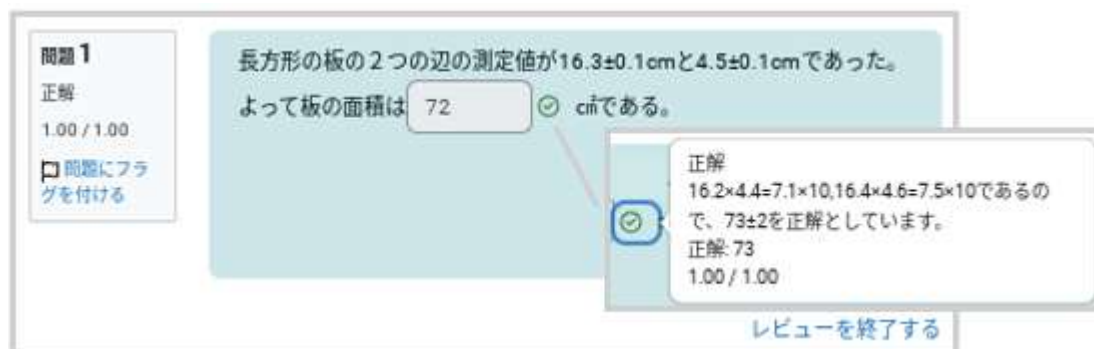 問題 1
正解
1.00 / 1.00
問題にフラ
グを付ける
長方形の板の２つの辺の測定値が16.3±0.1cmと4.5±0.1cmであった。
よって板の面積は 72 ㎠である。
正解
16.2×4.4=7.1×10,16.4×4.6=7.5×10であるの
で、73±2を正解としています。
正解: 73
1.00 / 1.00
レビューを終了する